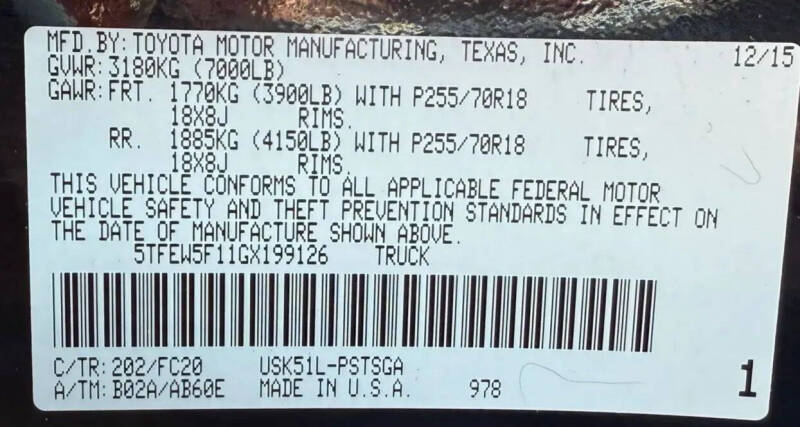 MFD.BY: TOYOTA MOTOR MANUFACTURING, TEXAS, INC. 12/15
GVWR: 3180KG (7000LB)
GAWR: FRT. 1770KG (3900LB) WITH P255/70R18 TIRES,
18X8J RIMS.
RR. 1885KG (4150LB) WITH P255/70R18 TIRES,
18X8J RIMS.
THIS VEHICLE CONFORMS TO ALL APPLICABLE FEDERAL MOTOR
VEHICLE SAFETY AND THEFT PREVENTION STANDARDS IN EFFECT ON
THE DATE OF MANUFACTURE SHOWN ABOVE.
5TFEW5F11GX199126 TRUCK
C/TR: 202/FC20 USK51L-PSTSGA
A/TM: B02A/AB60E MADE IN U.S.A. 978 1